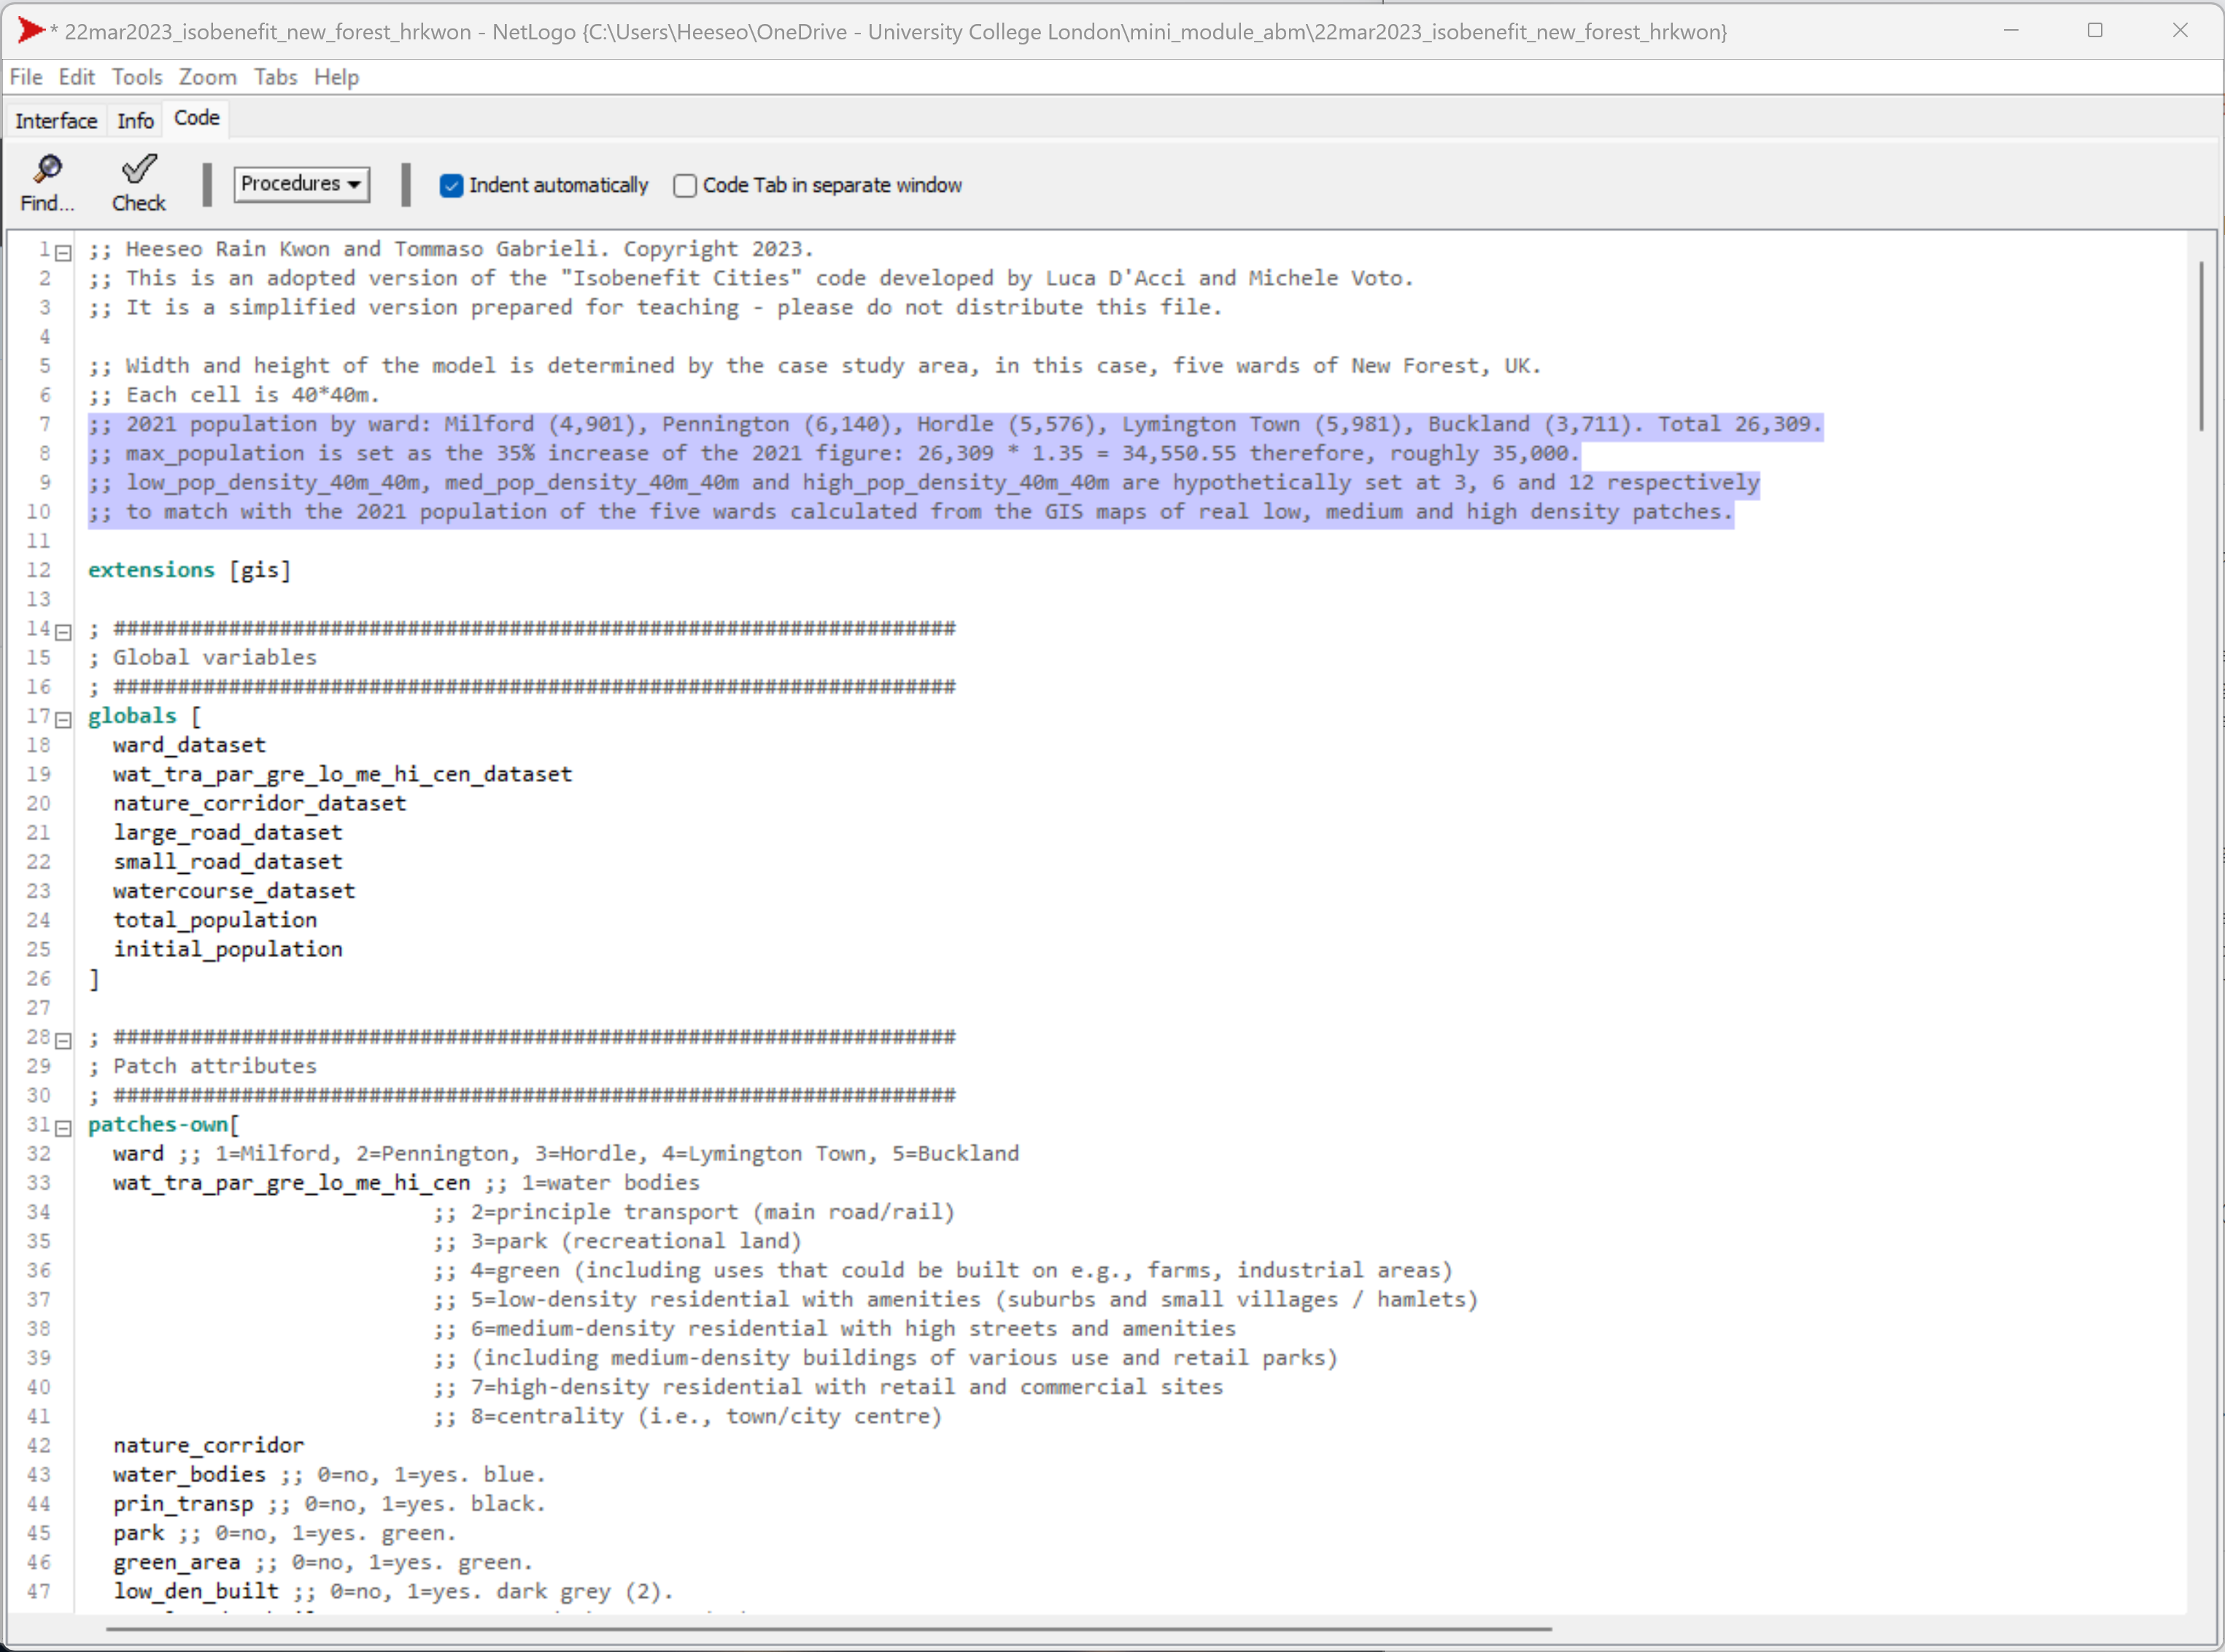 * 22mar2023_isobenefit_new_forest_hrkwon - NetLogo {C:\Users\Heeseo\OneDrive - University College London\mini_module_abm\22mar2023_isobenefit_new_forest_hrkwon}
File Edit Tools Zoom Tabs Help
Interface Info Code
Find... Check Procedures Indent automatically Code Tab in separate window
1 ;; Heeseo Rain Kwon and Tommaso Gabrieli. Copyright 2023.
2 ;; This is an adopted version of the "Isobenefit Cities" code developed by Luca D'Acci and Michele Voto.
3 ;; It is a simplified version prepared for teaching - please do not distribute this file.
4
5 ;; Width and height of the model is determined by the case study area, in this case, five wards of New Forest, UK.
6 ;; Each cell is 40*40m.
7 ;; 2021 population by ward: Milford (4,901), Pennington (6,140), Hordle (5,576), Lymington Town (5,981), Buckland (3,711). Total 26,309.
8 ;; max_population is set as the 35% increase of the 2021 figure: 26,309 * 1.35 = 34,550.55 therefore, roughly 35,000.
9 ;; low_pop_density_40m_40m, med_pop_density_40m_40m and high_pop_density_40m_40m are hypothetically set at 3, 6 and 12 respectively
10 ;; to match with the 2021 population of the five wards calculated from the GIS maps of real low, medium and high density patches.
11
12 extensions [gis]
13
14 ; ##################################################################
15 ; Global variables
16 ; ##################################################################
17 globals [
18 ward_dataset
19 wat_tra_par_gre_lo_me_hi_cen_dataset
20 nature_corridor_dataset
21 large_road_dataset
22 small_road_dataset
23 watercourse_dataset
24 total_population
25 initial_population
26 ]
27
28 ; ##################################################################
29 ; Patch attributes
30 ; ##################################################################
31 patches-own[
32 ward ;; 1=Milford, 2=Pennington, 3=Hordle, 4=Lymington Town, 5=Buckland
33 wat_tra_par_gre_lo_me_hi_cen ;; 1=water bodies
34 ;; 2=principle transport (main road/rail)
35 ;; 3=park (recreational land)
36 ;; 4=green (including uses that could be built on e.g., farms, industrial areas)
37 ;; 5=low-density residential with amenities (suburbs and small villages / hamlets)
38 ;; 6=medium-density residential with high streets and amenities
39 ;; (including medium-density buildings of various use and retail parks)
40 ;; 7=high-density residential with retail and commercial sites
41 ;; 8=centrality (i.e., town/city centre)
42 nature_corridor
43 water_bodies ;; 0=no, 1=yes. blue.
44 prin_transp ;; 0=no, 1=yes. black.
45 park ;; 0=no, 1=yes. green.
46 green_area ;; 0=no, 1=yes. green.
47 low_den_built ;; 0=no, 1=yes. dark grey (2).